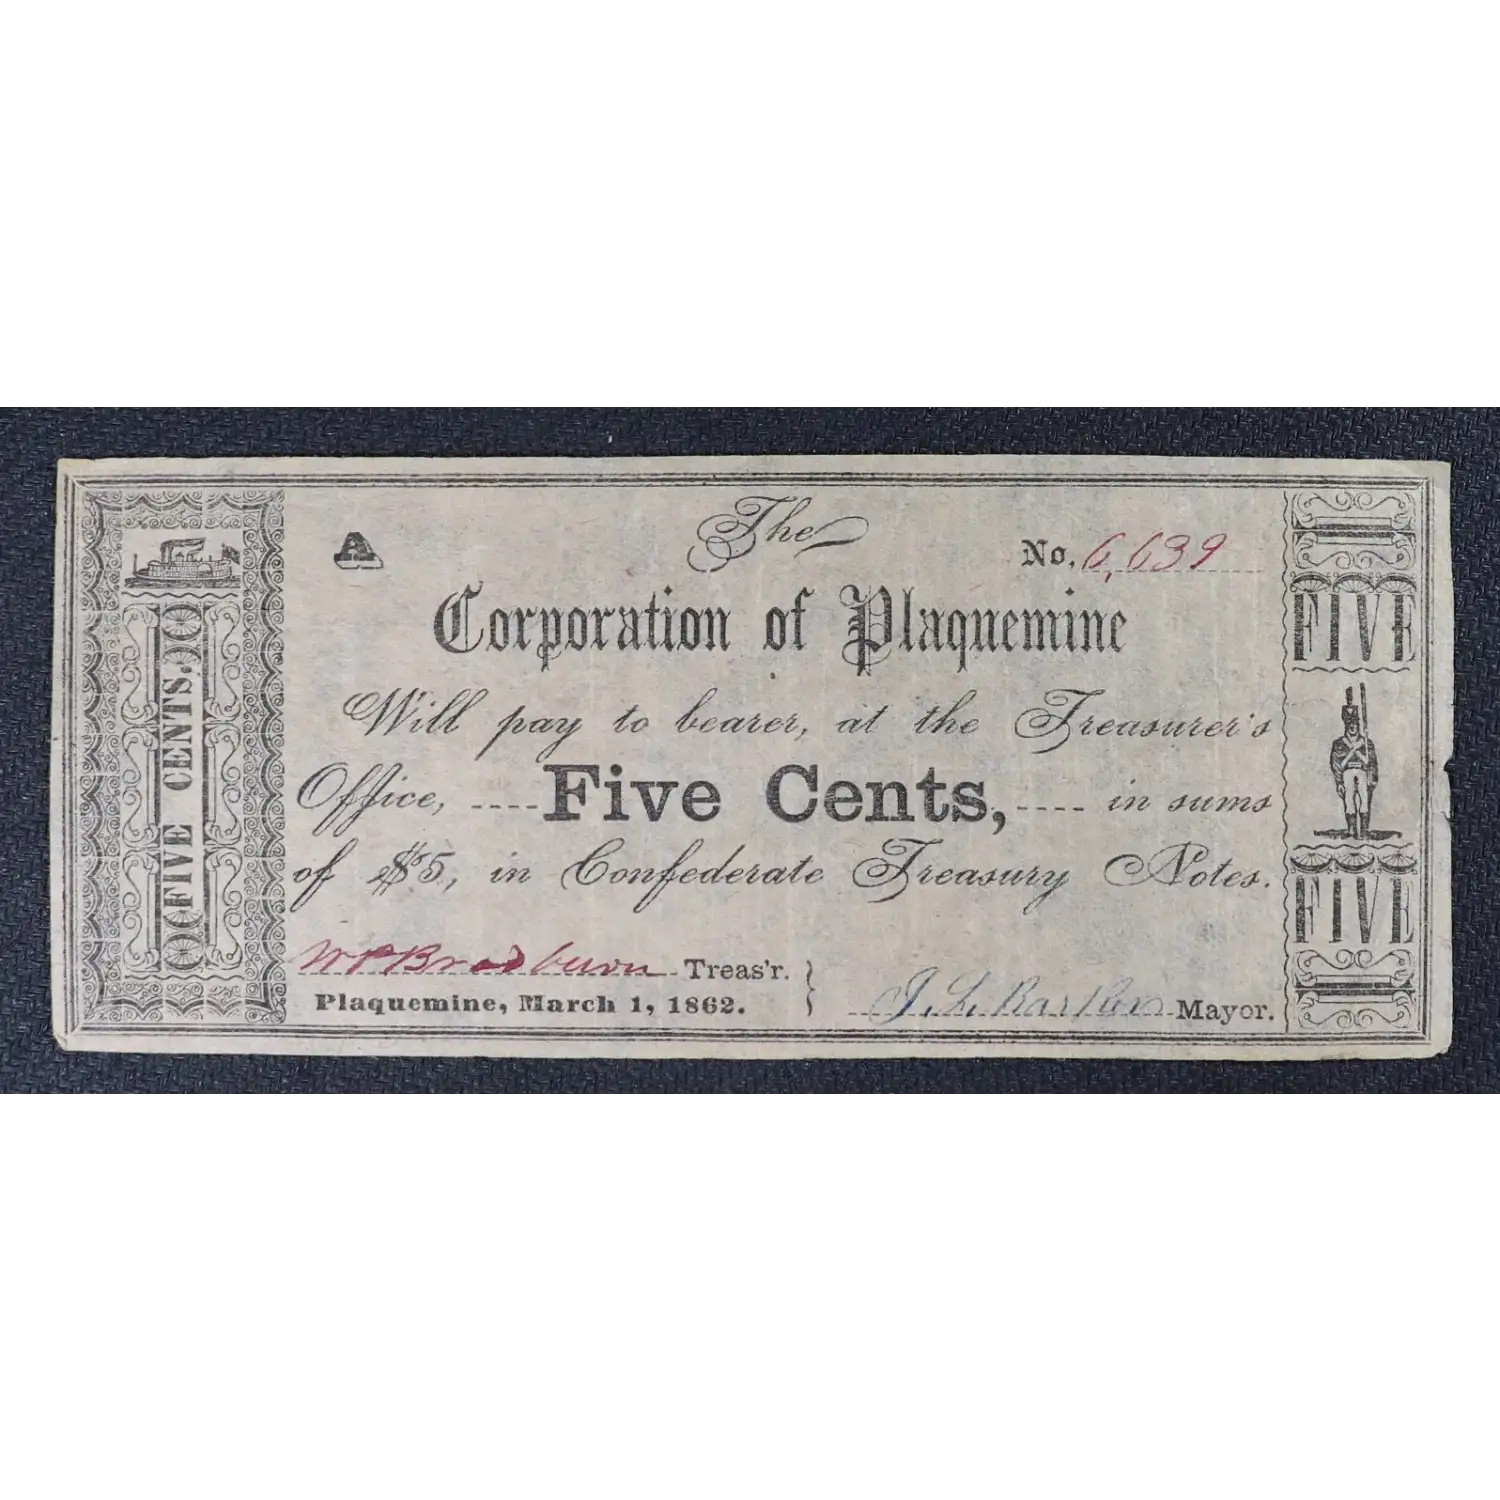 FIVE CENTS.
A
The
No. 6,639
Corporation of Plaquemine
Will pay to bearer, at the Treasurer's
Office, ---- Five Cents, ---- in sums
of $5, in Confederate Treasury Notes.
W P Bradburn Treas'r.
Plaquemine, March 1, 1862.
J. L. Mayor.
FIVE
FIVE